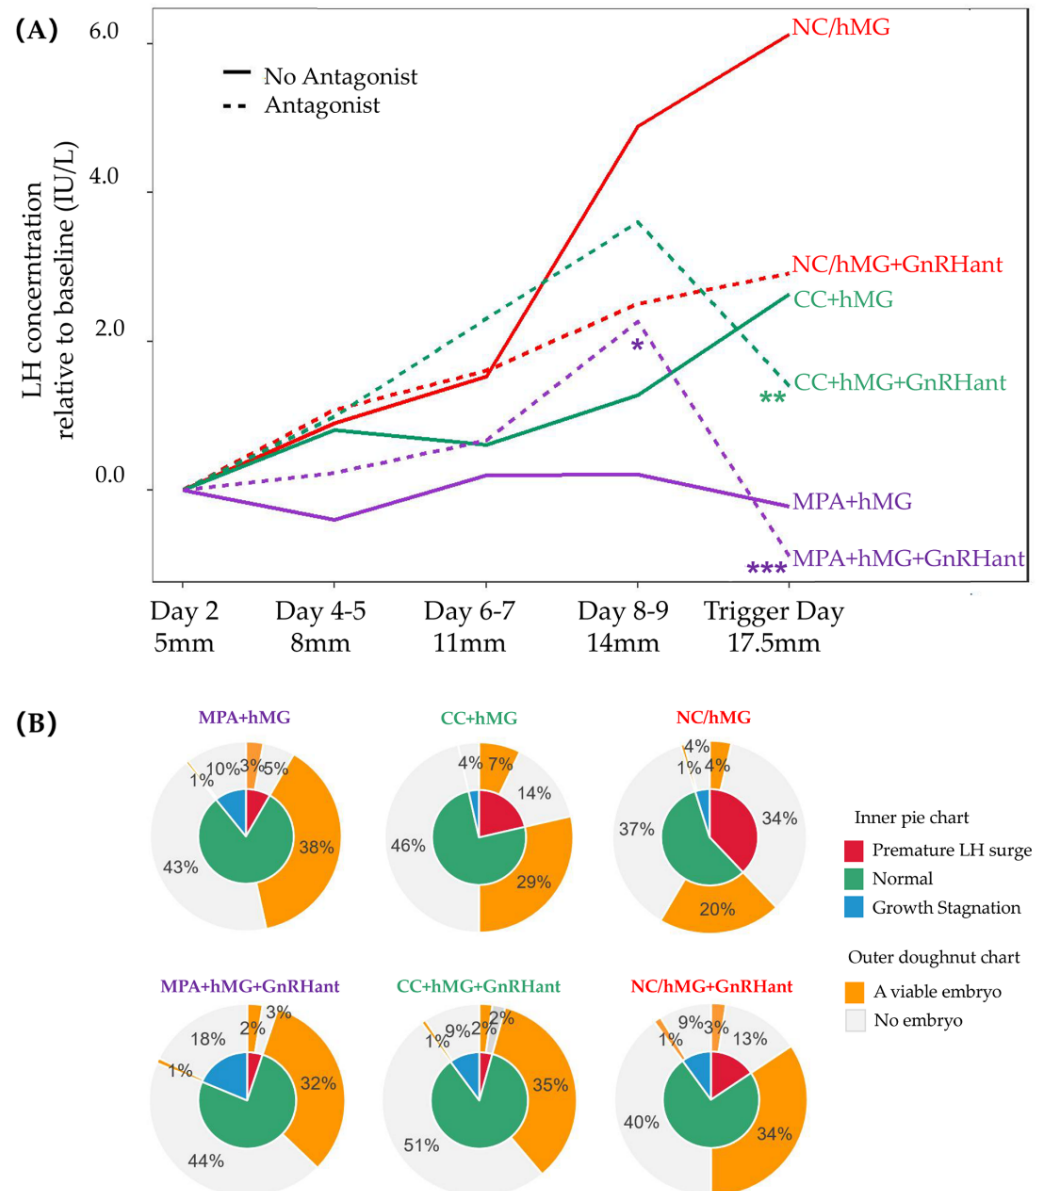 (A)
6.0
4.0
2.0
0.0
LH concerntration
relative to baseline (IU/L)
No Antagonist
Antagonist
NC/hMG
NC/hMG+GnRHant
CC+hMG
CC+hMG+GnRHant
MPA+hMG
MPA+hMG+GnRHant
*
**
***
Day 2
5mm
Day 4-5
8mm
Day 6-7
11mm
Day 8-9
14mm
Trigger Day
17.5mm
(B)
MPA+hMG
3%
5%
38%
43%
1%
10%
CC+hMG
7%
14%
29%
46%
4%
NC/hMG
4%
34%
20%
37%
1%
4%
Inner pie chart
Premature LH surge
Normal
Growth Stagnation
Outer doughnut chart
A viable embryo
No embryo
MPA+hMG+GnRHant
2%
3%
32%
44%
1%
18%
CC+hMG+GnRHant
2%
2%
35%
51%
1%
9%
NC/hMG+GnRHant
3%
13%
34%
40%
1%
9%